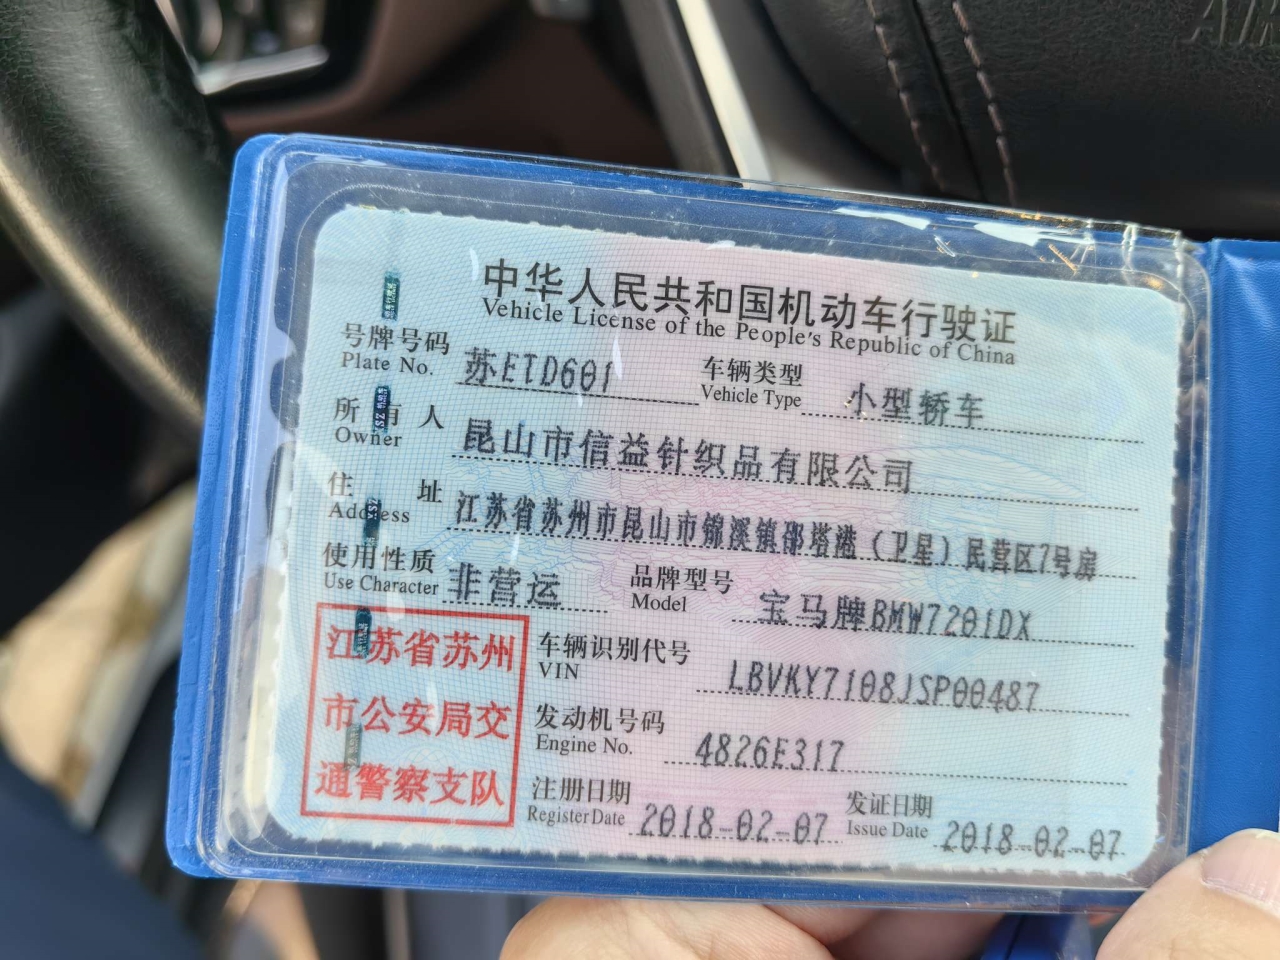 中华人民共和国机动车行驶证
Vehicle License of the People's Republic of China
号牌号码 苏ETD601 车辆类型 小型轿车
Plate No. Vehicle Type
所有人 昆山市信益针织品有限公司
Owner
住址 江苏省苏州市昆山市锦溪镇邵塔港（卫星）民营区7号房
Address
使用性质 非营运 品牌型号 宝马牌BMW7201DX
Use Character Model
江苏省苏州
市公安局交
通警察支队
车辆识别代号 LBVKY7108JSP00487
VIN
发动机号码 4826E317
Engine No.
注册日期 2018-02-07 发证日期 2018-02-07
Register Date Issue Date